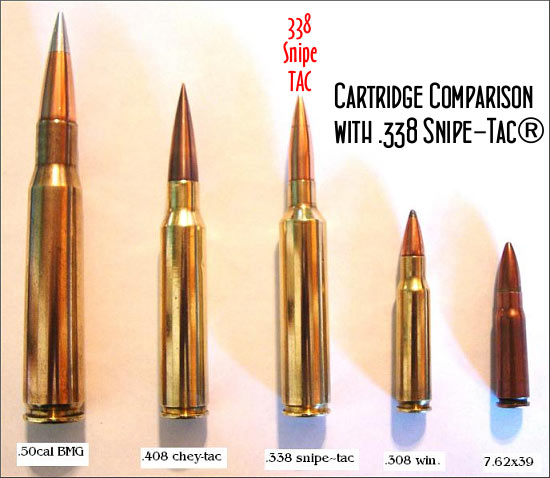 338
Snipe
TAC
CARTRIDGE COMPARISON
WITH .338 SNIPE-TAC®
.50cal BMG
.408 chey-tac
.338 snipe~tac
.308 win.
7.62x39